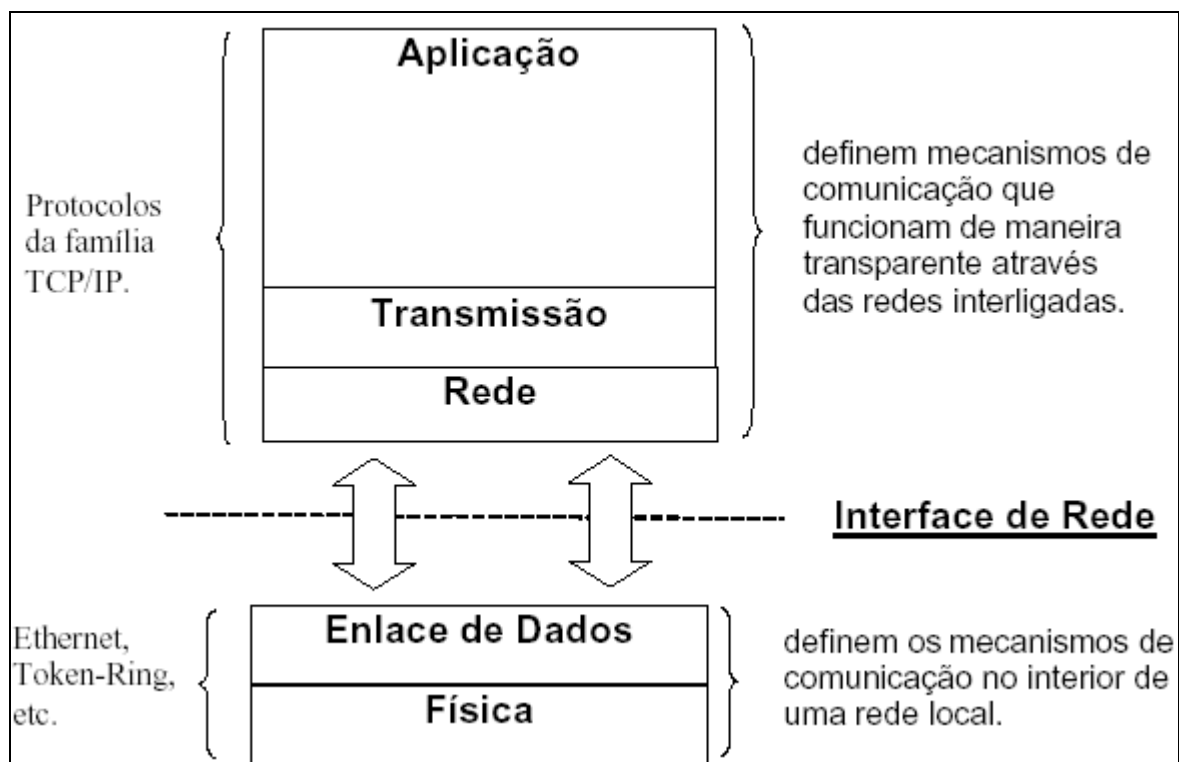 Aplicação
Protocolos
da família
TCP/IP.
definem mecanismos de
comunicação que
funcionam de maneira
transparente através
das redes interligadas.
Transmissão
Rede
Interface de Rede
Ethernet,
Token-Ring,
etc.
Enlace de Dados
Física
definem os mecanismos de
comunicação no interior de
uma rede local.